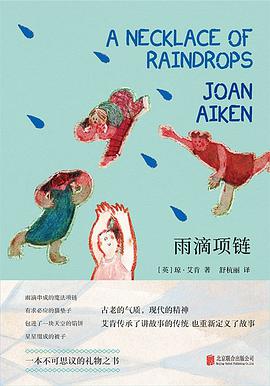 A NECKLACE OF
RAINDROPS
JOAN
AIKEN
雨滴项链
[英] 琼·艾肯 著 舒杭丽 译
雨滴串成的魔法项链
有求必应的脚垫子
包进了一块天空的馅饼
星星缀成的被子
古老的气质，现代的精神
艾肯传承了讲故事的传统 也重新定义了故事
一本不可思议的礼物之书
北京联合出版公司